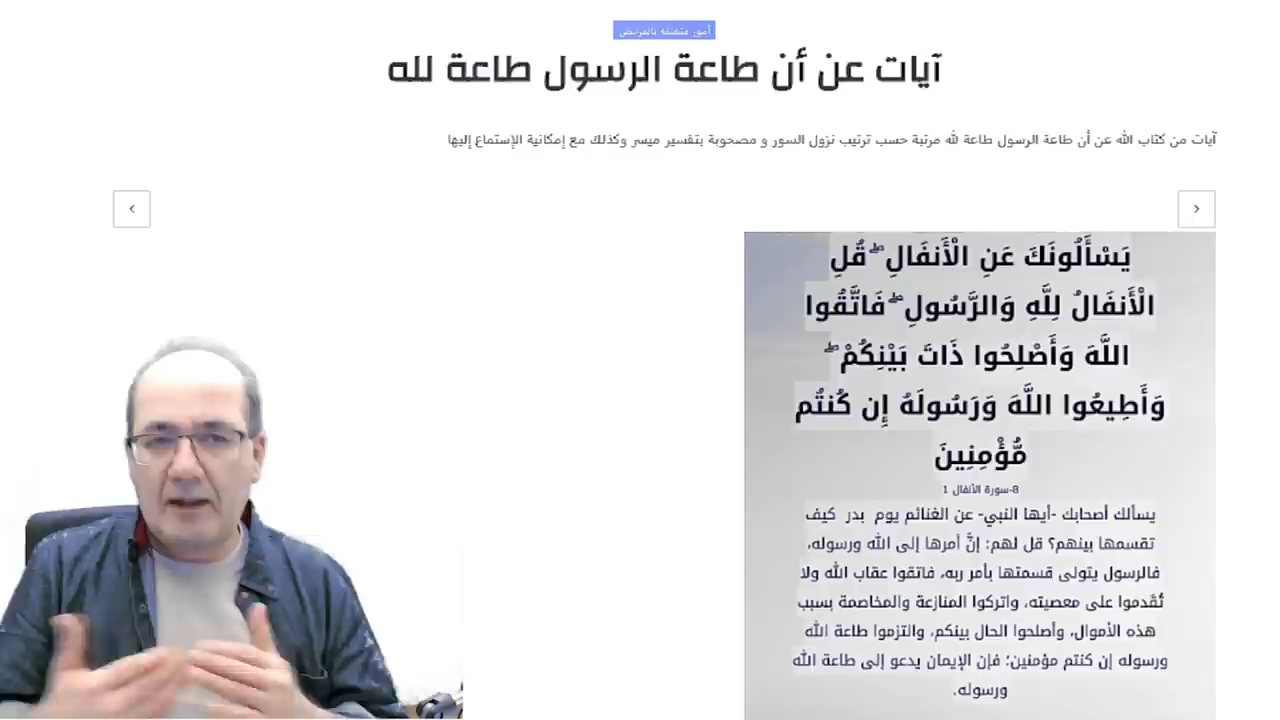 أمور متعلقة بالفرائض
آيات عن أن طاعة الرسول طاعة لله
آيات من كتاب الله عن أن طاعة الرسول طاعة لله مرتبة حسب ترتيب نزول السور و مصحوبة بتفسير ميسر وكذلك مع إمكانية الإستماع إليها
يَسْأَلُونَكَ عَنِ الْأَنفَالِ ۖ قُلِ
الْأَنفَالُ لِلَّهِ وَالرَّسُولِ ۖ فَاتَّقُوا
اللَّهَ وَأَصْلِحُوا ذَاتَ بَيْنِكُمْ ۖ
وَأَطِيعُوا اللَّهَ وَرَسُولَهُ إِن كُنتُم
مُّؤْمِنِينَ
8-سورة الأنفال 1
يسألك أصحابك -أيها النبي- عن الغنائم يوم بدر كيف
تقسمها بينهم؟ قل لهم: إنَّ أمرها إلى الله ورسوله،
فالرسول يتولى قسمتها بأمر ربه، فاتقوا عقاب الله ولا
تُقَدموا على معصيته، واتركوا المنازعة والمخاصمة بسبب
هذه الأموال، وأصلحوا الحال بينكم، والتزموا طاعة الله
ورسوله إن كنتم مؤمنين؛ فإن الإيمان يدعو إلى طاعة الله
ورسوله.